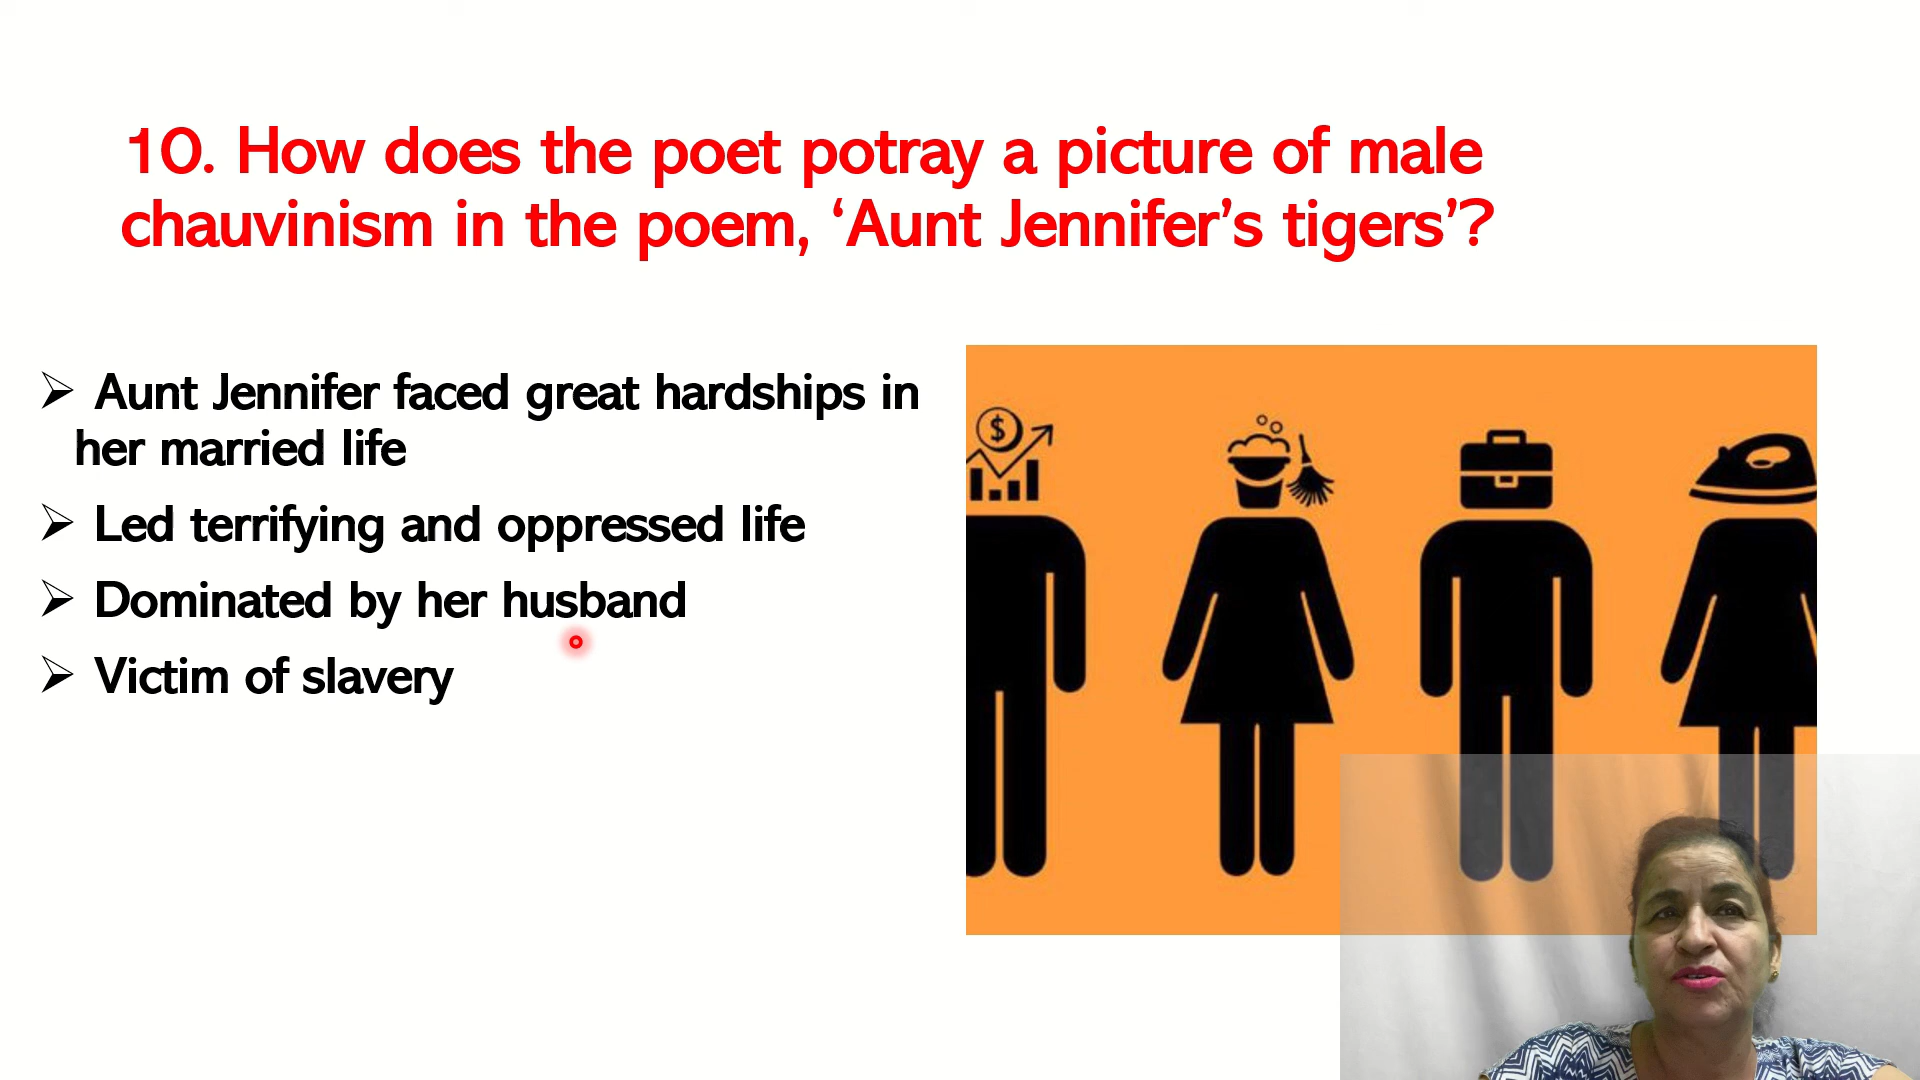 10. How does the poet potray a picture of male
chauvinism in the poem, ‘Aunt Jennifer’s tigers’?
➢ Aunt Jennifer faced great hardships in
her married life
➢ Led terrifying and oppressed life
➢ Dominated by her husband
➢ Victim of slavery
$